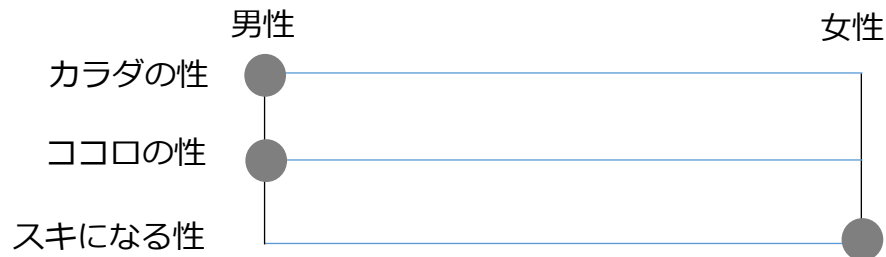 男性
女性
カラダの性
ココロの性
スキになる性